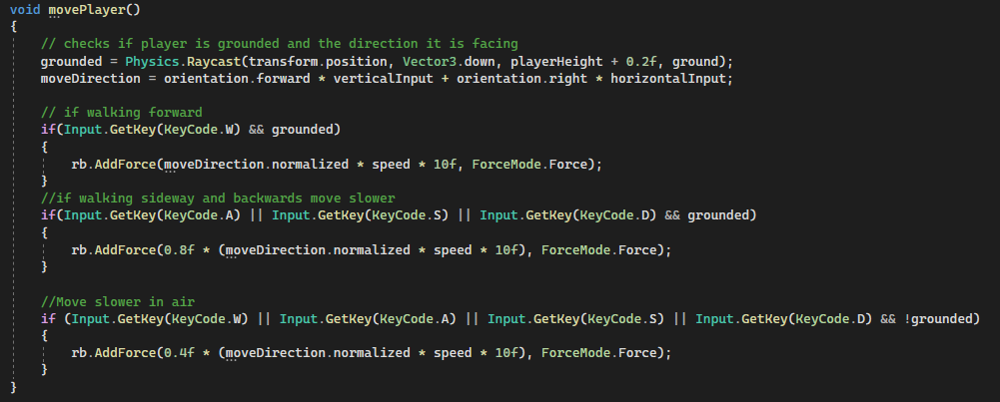 void movePlayer()
{
// checks if player is grounded and the direction it is facing
grounded = Physics.Raycast(transform.position, Vector3.down, playerHeight + 0.2f, ground);
moveDirection = orientation.forward * verticalInput + orientation.right * horizontalInput;
// if walking forward
if(Input.GetKey(KeyCode.W) && grounded)
{
rb.AddForce(moveDirection.normalized * speed * 10f, ForceMode.Force);
}
//if walking sideway and backwards move slower
if(Input.GetKey(KeyCode.A) || Input.GetKey(KeyCode.S) || Input.GetKey(KeyCode.D) && grounded)
{
rb.AddForce(0.8f * (moveDirection.normalized * speed * 10f), ForceMode.Force);
}
//Move slower in air
if (Input.GetKey(KeyCode.W) || Input.GetKey(KeyCode.A) || Input.GetKey(KeyCode.S) || Input.GetKey(KeyCode.D) && !grounded)
{
rb.AddForce(0.4f * (moveDirection.normalized * speed * 10f), ForceMode.Force);
}
}